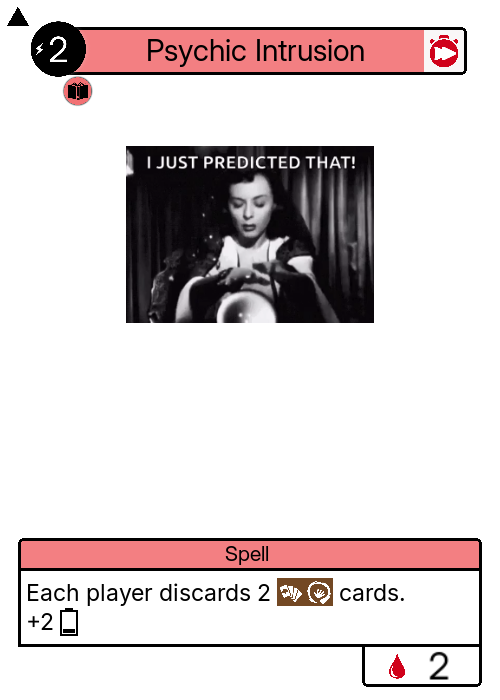 2
Psychic Intrusion
I JUST PREDICTED THAT!
Spell
Each player discards 2 cards.
+2
2